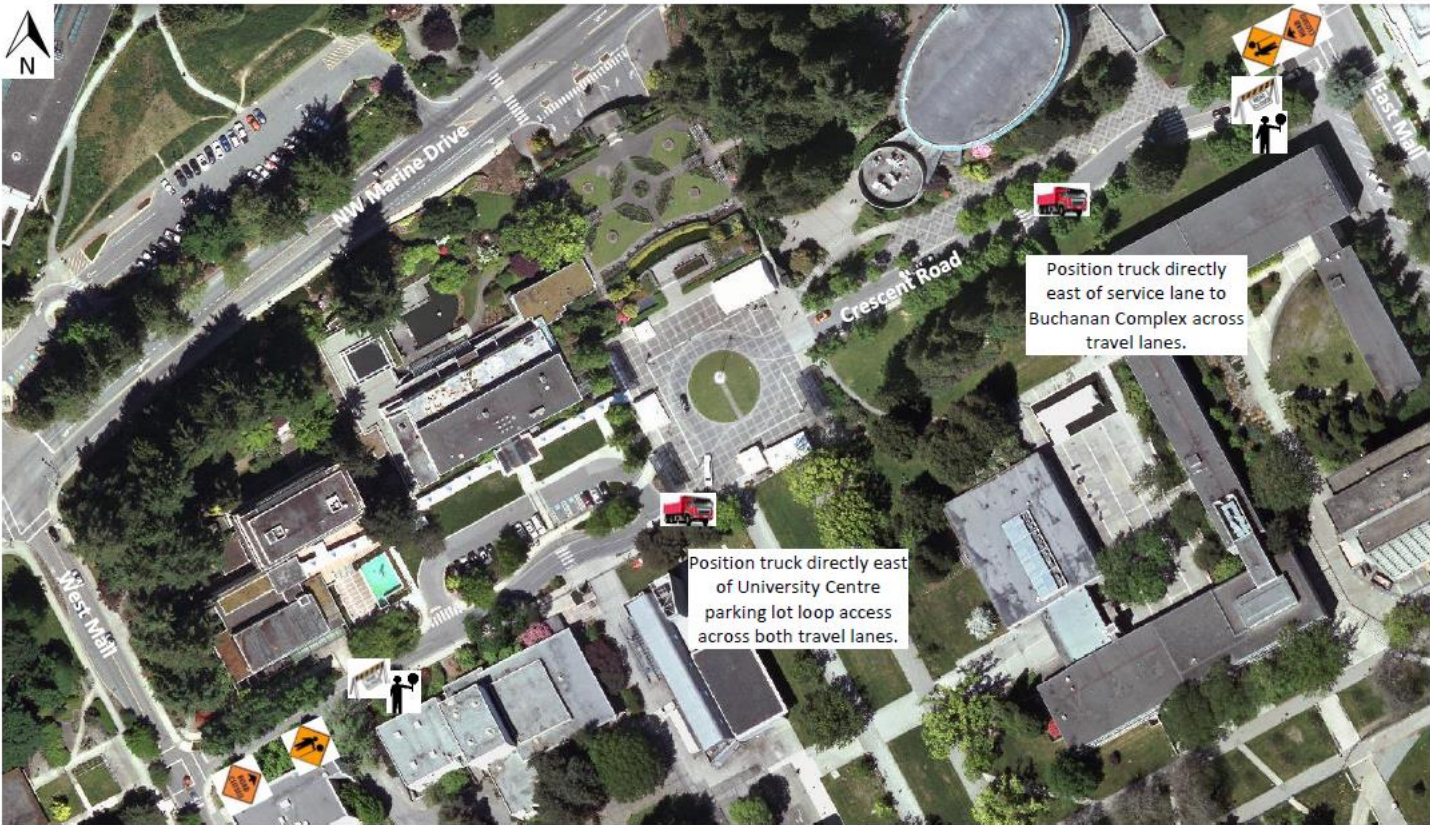 N
NW Marine Drive
East Mall
Crescent Road
Position truck directly
east of service lane to
Buchanan Complex across
travel lanes.
West Mall
Position truck directly east
of University Centre
parking lot loop access
across both travel lanes.